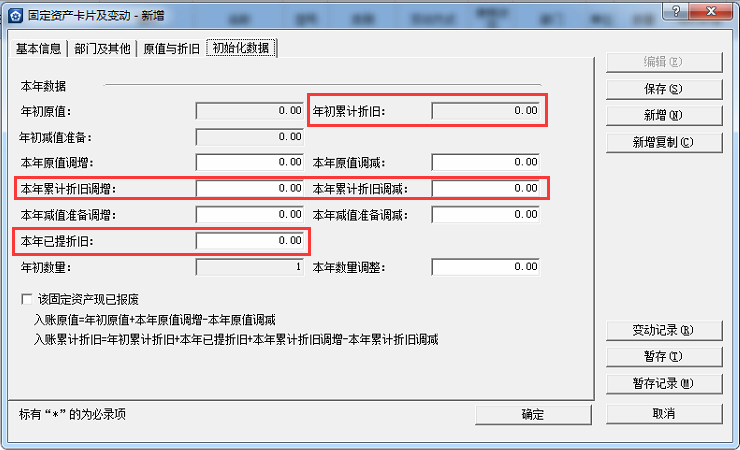 固定资产卡片及变动 - 新增
基本信息 部门及其他 原值与折旧 初始化数据
编辑(E)
保存(S)
新增(N)
新增复制(C)
本年数据
年初原值: 0.00 年初累计折旧: 0.00
年初减值准备: 0.00
本年原值调增: 0.00 本年原值调减: 0.00
本年累计折旧调增: 0.00 本年累计折旧调减: 0.00
本年减值准备调增: 0.00 本年减值准备调减: 0.00
本年已提折旧: 0.00
年初数量: 1 本年数量调整: 0.00
该固定资产现已报废
入账原值=年初原值+本年原值调增-本年原值调减
入账累计折旧=年初累计折旧+本年已提折旧+本年累计折旧调增-本年累计折旧调减
变动记录(R)
暂存(T)
暂存记录(M)
标有“*”的为必录项 确定 取消